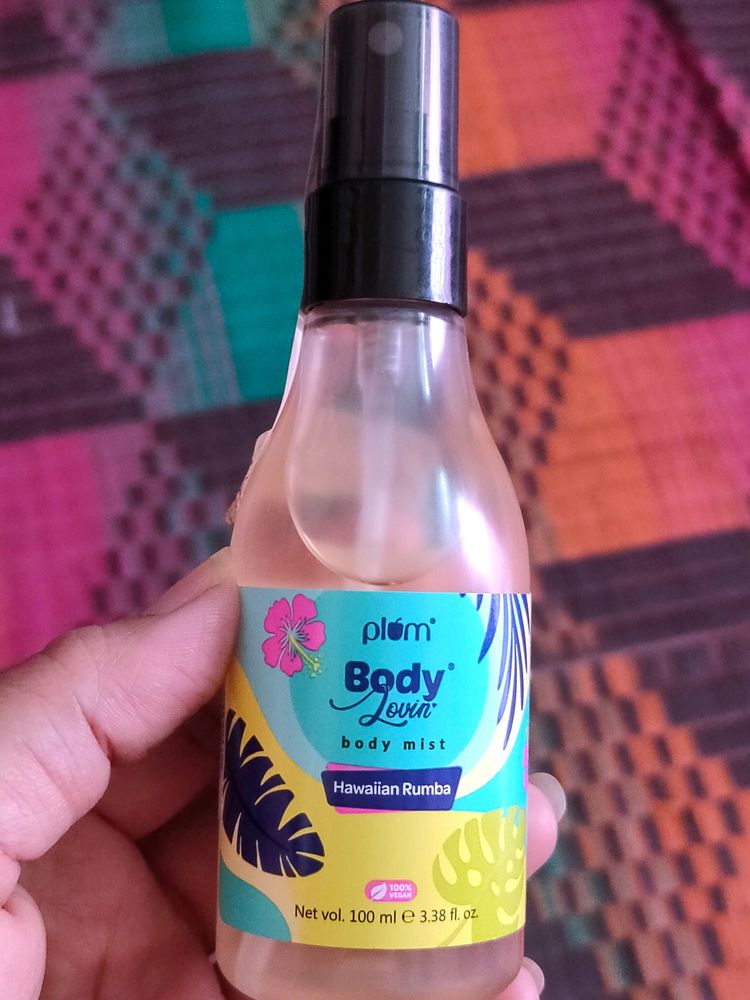 plum®
Body®
Lovin'
body mist
Hawaiian Rumba
100%
VEGAN
Net vol. 100 ml ℮ 3.38 fl. oz.